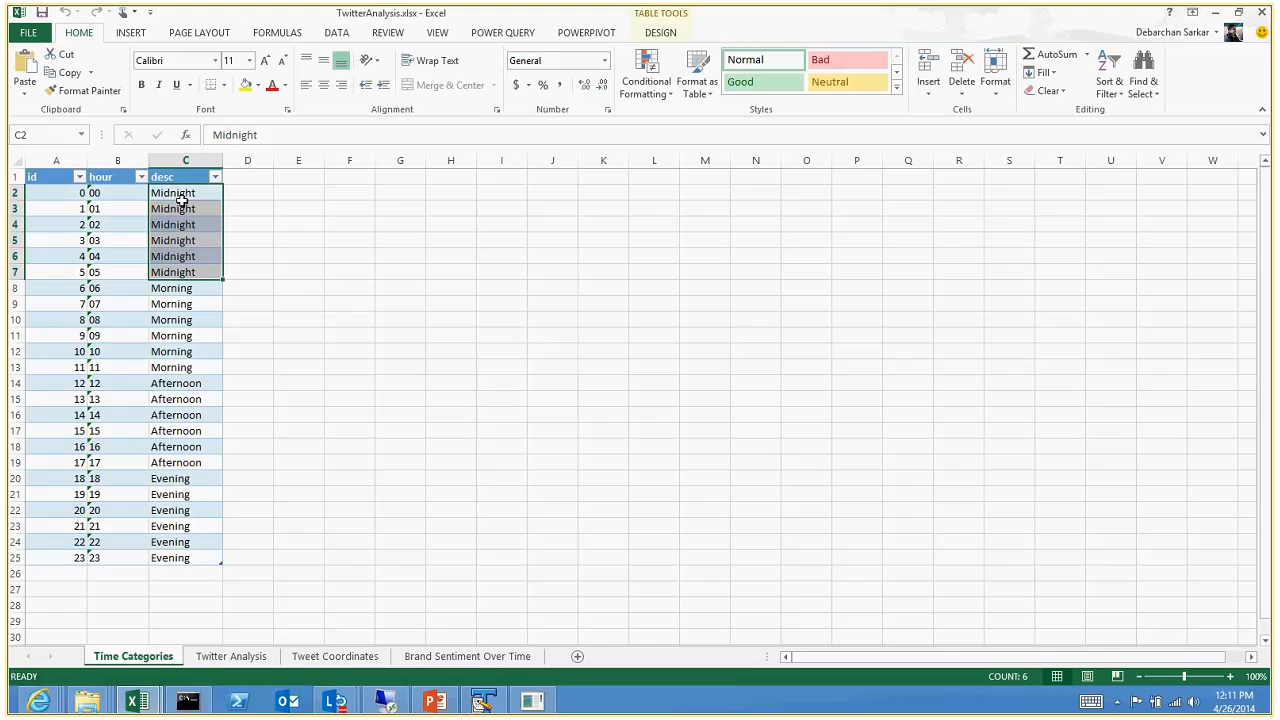 TwitterAnalysis.xlsx - Excel
TABLE TOOLS
FILE HOME INSERT PAGE LAYOUT FORMULAS DATA REVIEW VIEW POWER QUERY WERPIVOT DESIGN
Debarchan Sarkar
Paste
Cut
Copy
Format Painter
Clipboard
Calibri 11
B I U
Font
Wrap Text
Merge & Center
Alignment
General
$ % ,
Number
Conditional Formatting
Format as Table
Normal Bad
Good Neutral
Styles
Insert Delete Format
Cells
AutoSum
Fill
Clear
Sort & Filter
Find & Select
Editing
C2 fx Midnight
A B C D E F G H I J K L M N O P Q R S T U V W
1 id hour desc
2 0 00 Midnight
3 1 01 Midnight
4 2 02 Midnight
5 3 03 Midnight
6 4 04 Midnight
7 5 05 Midnight
8 6 06 Morning
9 7 07 Morning
10 8 08 Morning
11 9 09 Morning
12 10 10 Morning
13 11 11 Morning
14 12 12 Afternoon
15 13 13 Afternoon
16 14 14 Afternoon
17 15 15 Afternoon
18 16 16 Afternoon
19 17 17 Afternoon
20 18 18 Evening
21 19 19 Evening
22 20 20 Evening
23 21 21 Evening
24 22 22 Evening
25 23 23 Evening
26
27
28
29
30
Time Categories Twitter Analysis Tweet Coordinates Brand Sentiment Over Time
READY COUNT: 6 100%
12:11 PM
4/26/2014